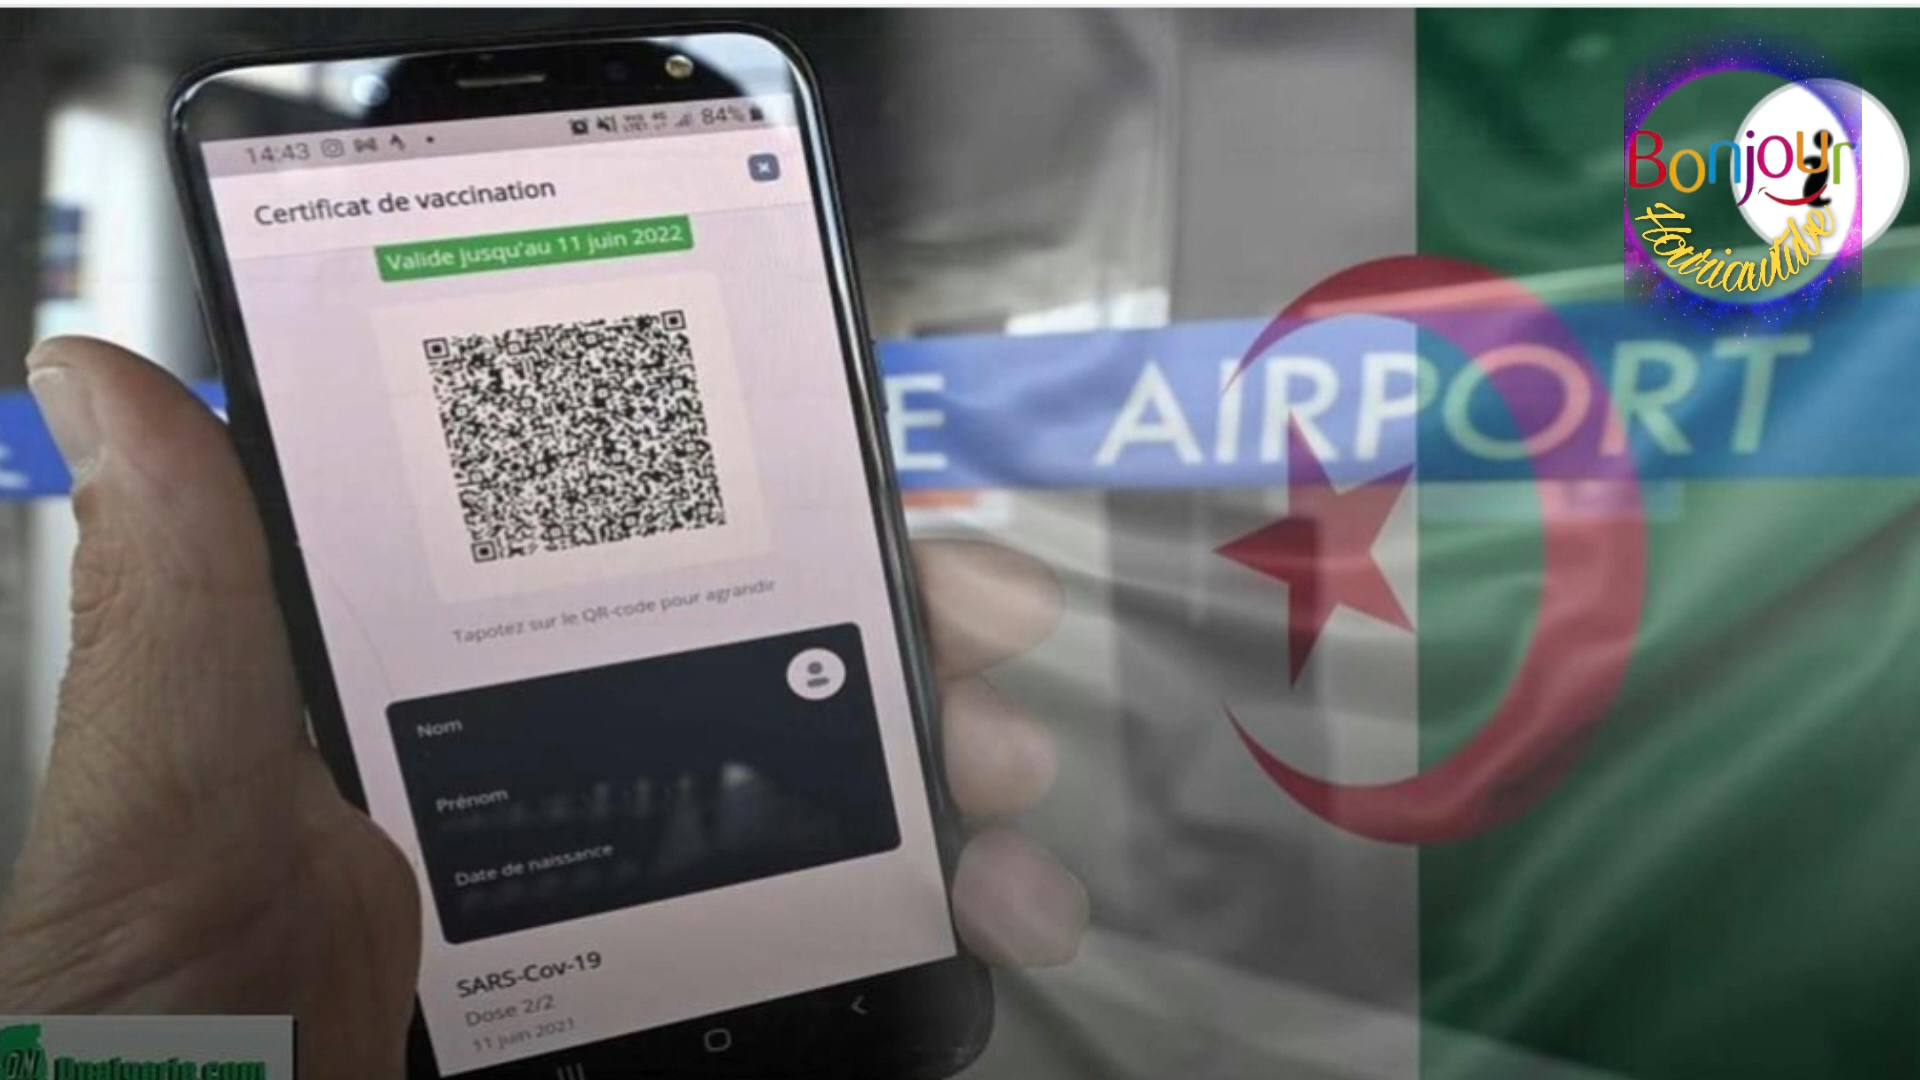 14:43
84%
Certificat de vaccination
Valide jusqu'au 11 juin 2022
Tapotez sur le QR-code pour agrandir
Nom
Prénom
Date de naissance
SARS-Cov-19
Dose 2/2
11 juin 2021
E AIRPORT
Bonjour
Houriautube